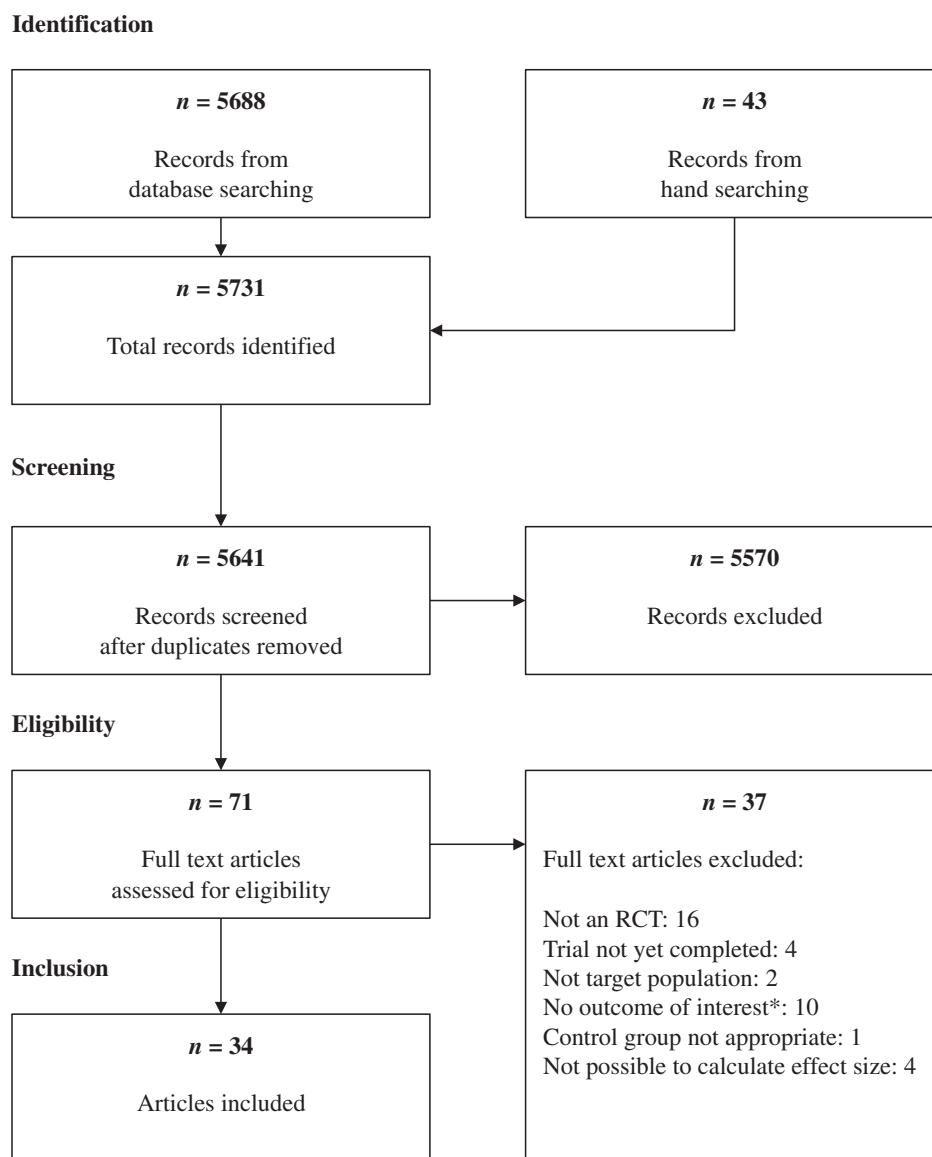 Identification
n = 5688
Records from
database searching
n = 43
Records from
hand searching
n = 5731
Total records identified
Screening
n = 5641
Records screened
after duplicates removed
n = 5570
Records excluded
Eligibility
n = 71
Full text articles
assessed for eligibility
n = 37
Full text articles excluded:
Not an RCT: 16
Trial not yet completed: 4
Not target population: 2
No outcome of interest*: 10
Control group not appropriate: 1
Not possible to calculate effect size: 4
Inclusion
n = 34
Articles included